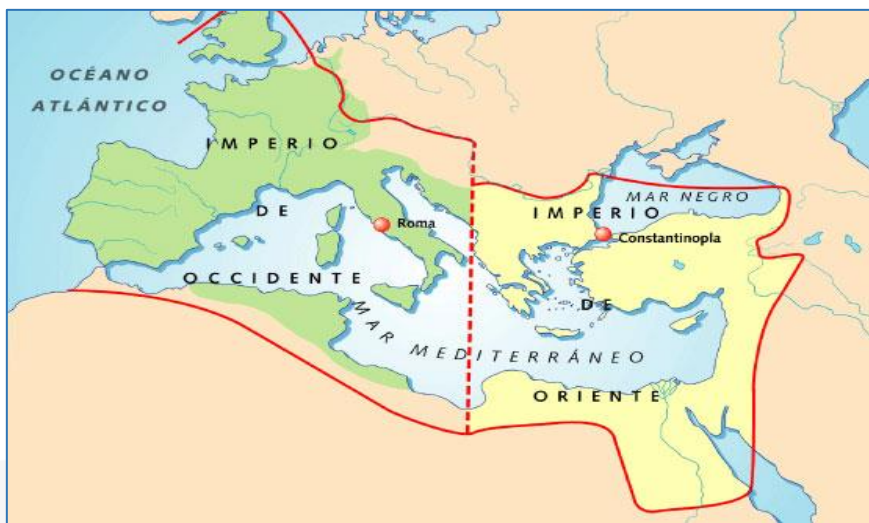 OCÉANO
ATLÁNTICO
IMPERIO
DE
OCCIDENTE
Roma
MAR MEDITERRÁNEO
MAR NEGRO
IMPERIO
Constantinopla
DE
ORIENTE